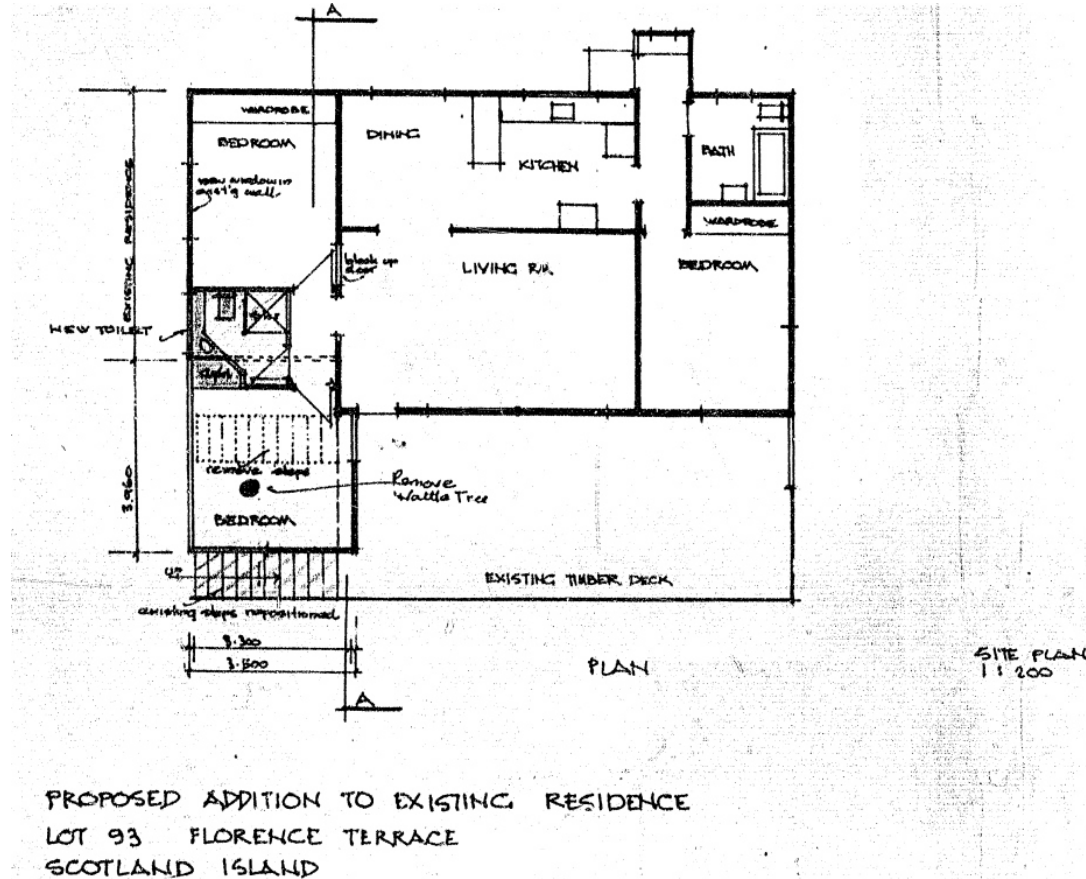 A
WARDROBE
BEDROOM
DINING
KITCHEN
BATH
new window in
exist'g wall
WARDROBE
EXISTING RESIDENCE
block up
door
LIVING RM.
BEDROOM
NEW TOILET
remove steps
Remove
Wattle Tree
3.960
BEDROOM
UP
EXISTING TIMBER DECK
existing steps repositioned
3.300
3.500
PLAN
SITE PLAN
1:200
A
PROPOSED ADDITION TO EXISTING RESIDENCE
LOT 93 FLORENCE TERRACE
SCOTLAND ISLAND